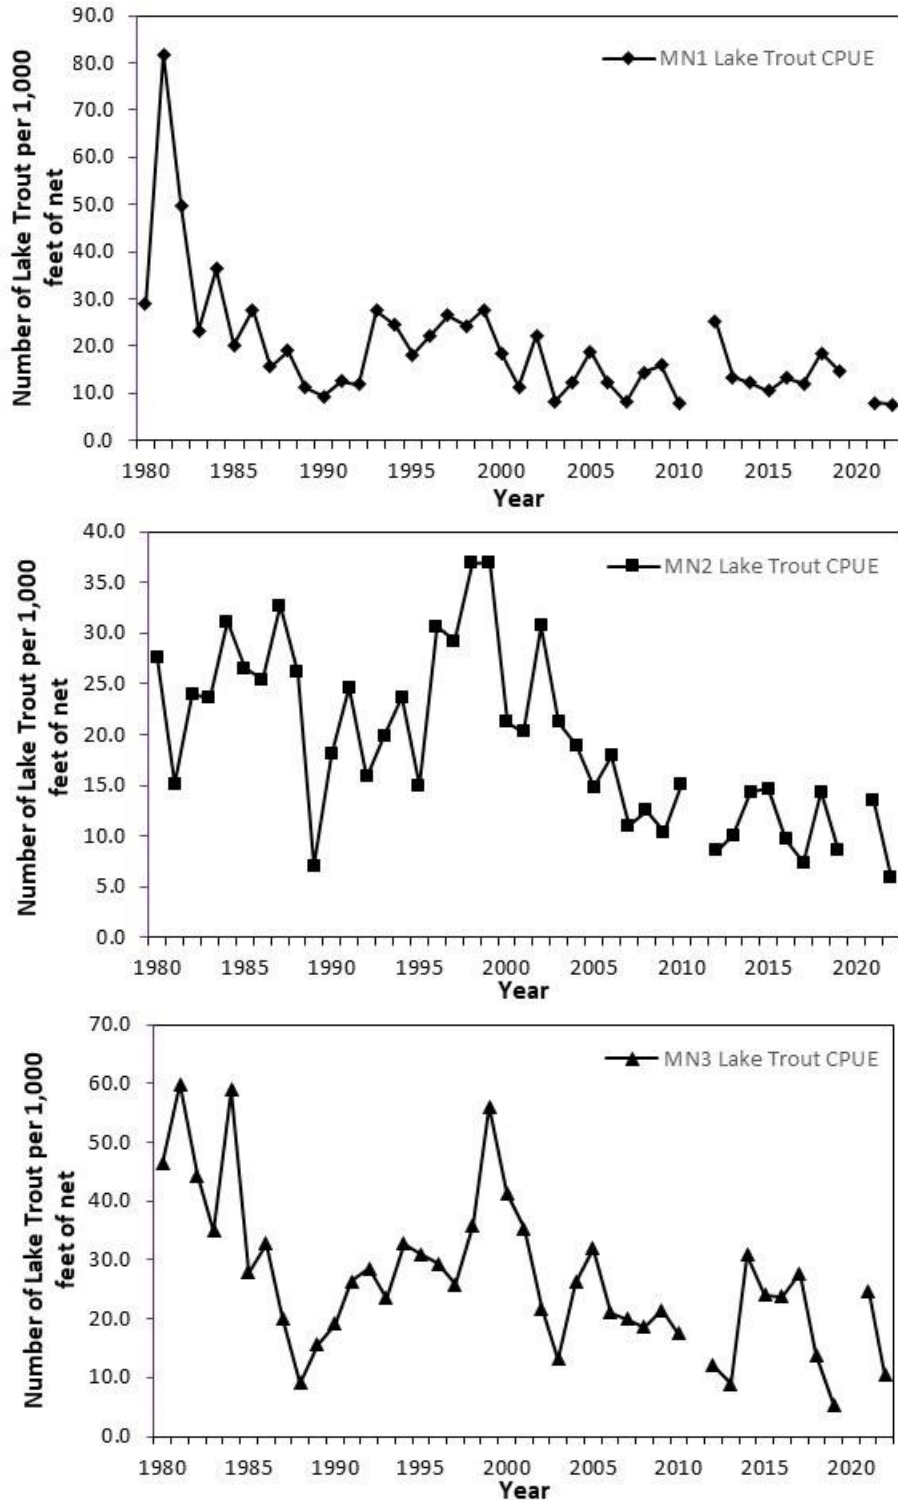 90.0
80.0
70.0
60.0
50.0
40.0
30.0
20.0
10.0
0.0
Number of Lake Trout per 1,000
feet of net
MN1 Lake Trout CPUE
1980 1985 1990 1995 2000 2005 2010 2015 2020
Year
40.0
35.0
30.0
25.0
20.0
15.0
10.0
5.0
0.0
Number of Lake Trout per 1,000
feet of net
MN2 Lake Trout CPUE
1980 1985 1990 1995 2000 2005 2010 2015 2020
Year
70.0
60.0
50.0
40.0
30.0
20.0
10.0
0.0
Number of Lake Trout per 1,000
feet of net
MN3 Lake Trout CPUE
1980 1985 1990 1995 2000 2005 2010 2015 2020
Year